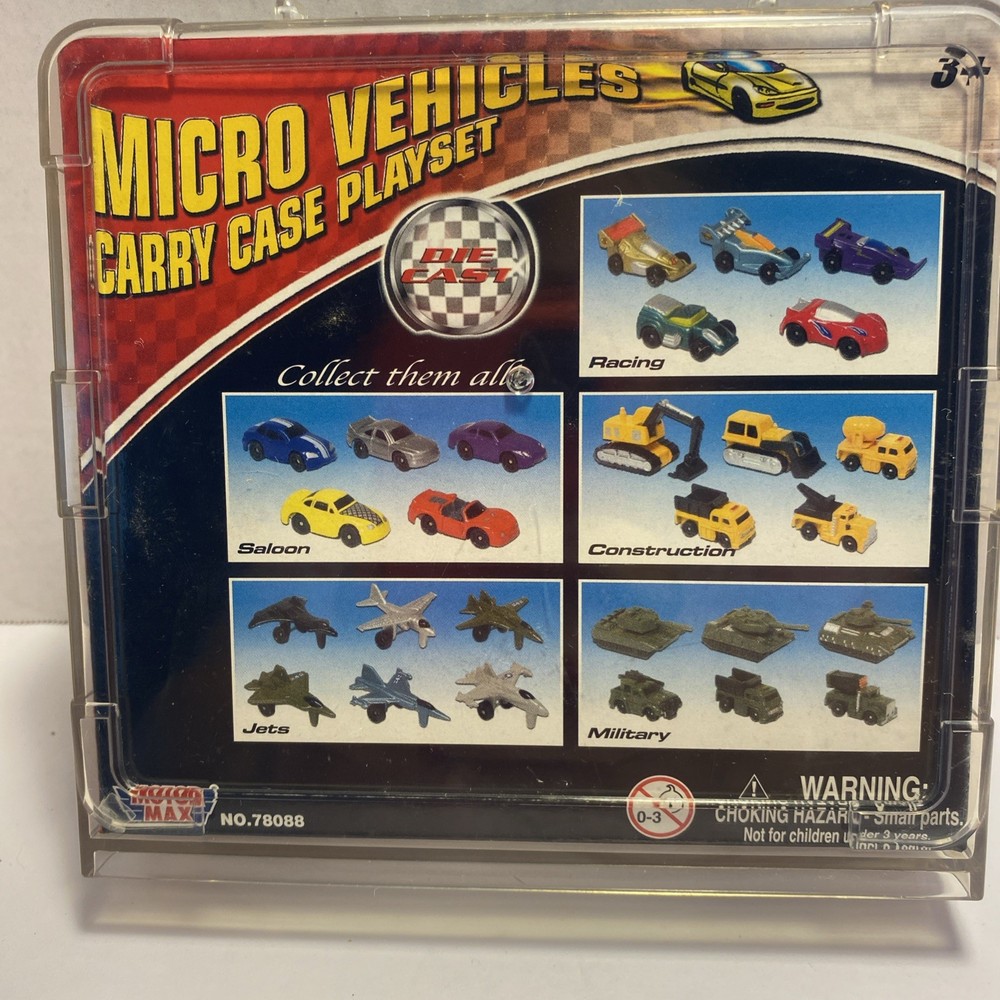 MICRO VEHICLES
CARRY CASE PLAYSET
3+
DIE
CAST
Collect them all
Racing
Saloon
Construction
Jets
Military
MOTOR
MAX
NO.78088
0-3
WARNING:
CHOKING HAZARD - Small parts.
Not for children under 3 years.